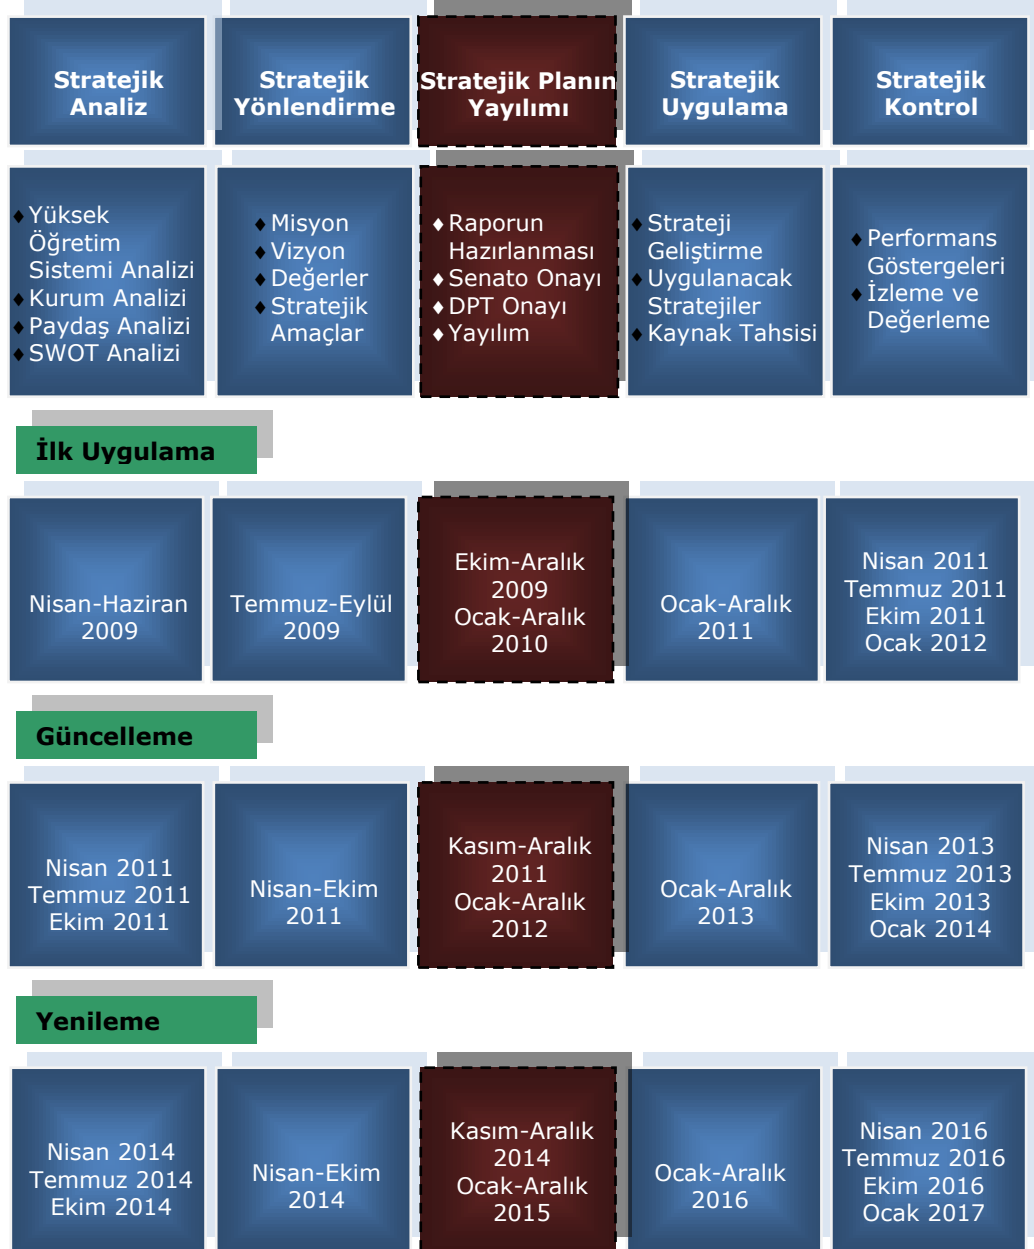 Stratejik
Analiz
Stratejik
Yönlendirme
Stratejik Planın
Yayılımı
Stratejik
Uygulama
Stratejik
Kontrol
♦ Yüksek
Öğretim
Sistemi Analizi
♦ Kurum Analizi
♦ Paydaş Analizi
♦ SWOT Analizi
♦ Misyon
♦ Vizyon
♦ Değerler
♦ Stratejik
Amaçlar
♦ Raporun
Hazırlanması
♦ Senato Onayı
♦ DPT Onayı
♦ Yayılım
♦ Strateji
Geliştirme
♦ Uygulanacak
Stratejiler
♦ Kaynak Tahsisi
♦ Performans
Göstergeleri
♦ İzleme ve
Değerleme
İlk Uygulama
Nisan-Haziran
2009
Temmuz-Eylül
2009
Ekim-Aralık
2009
Ocak-Aralık
2010
Ocak-Aralık
2011
Nisan 2011
Temmuz 2011
Ekim 2011
Ocak 2012
Güncelleme
Nisan 2011
Temmuz 2011
Ekim 2011
Nisan-Ekim
2011
Kasım-Aralık
2011
Ocak-Aralık
2012
Ocak-Aralık
2013
Nisan 2013
Temmuz 2013
Ekim 2013
Ocak 2014
Yenileme
Nisan 2014
Temmuz 2014
Ekim 2014
Nisan-Ekim
2014
Kasım-Aralık
2014
Ocak-Aralık
2015
Ocak-Aralık
2016
Nisan 2016
Temmuz 2016
Ekim 2016
Ocak 2017